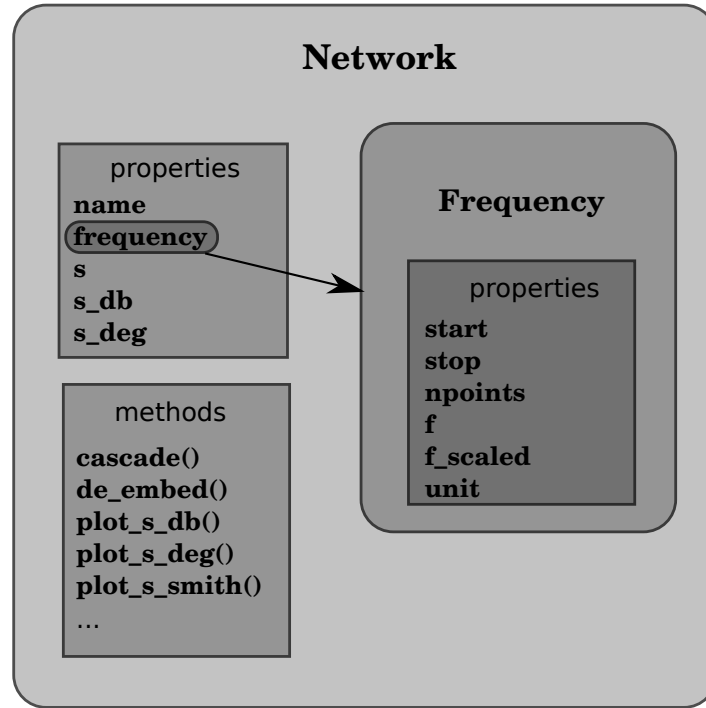 Network
properties
name
frequency
s
s_db
s_deg
methods
cascade()
de_embed()
plot_s_db()
plot_s_deg()
plot_s_smith()
...
Frequency
properties
start
stop
npoints
f
f_scaled
unit